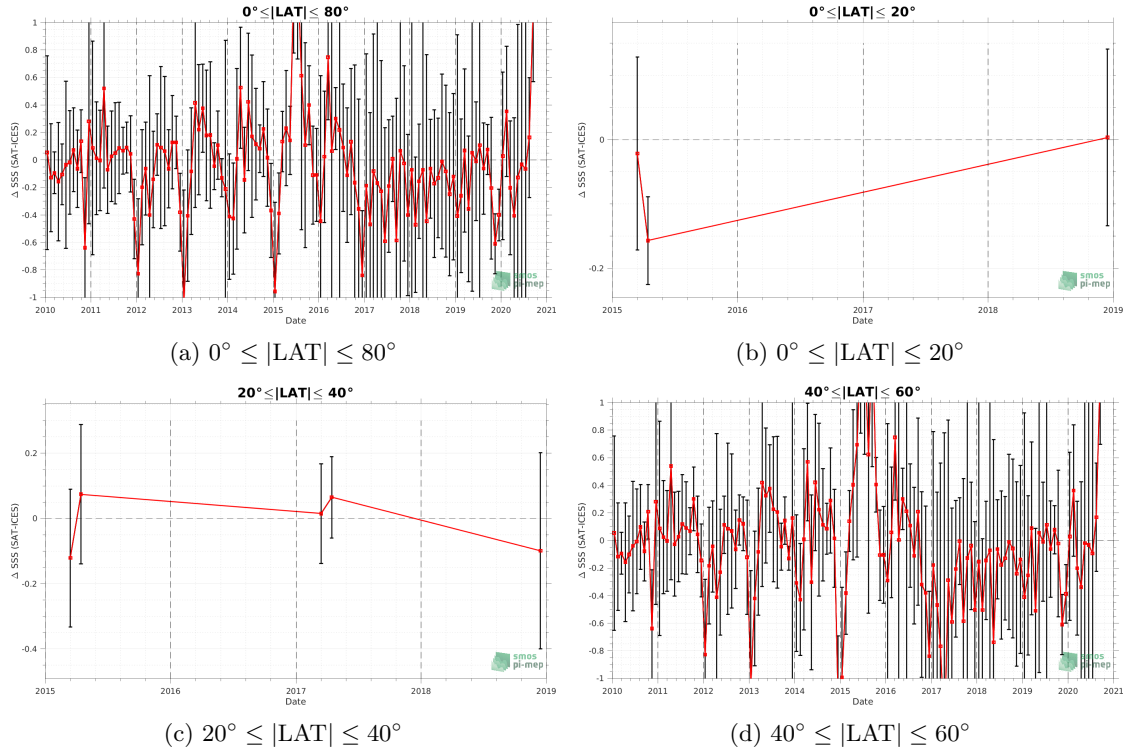 0°≤|LAT|≤ 80°
1
0.8
0.6
0.4
0.2
0
-0.2
-0.4
-0.6
-0.8
-1
Δ SSS (SAT-ICES)
2010 2011 2012 2013 2014 2015 2016 2017 2018 2019 2020 2021
Date
smos
pi-mep
(a) 0° ≤ |LAT| ≤ 80°
0°≤|LAT|≤ 20°
0
-0.2
Δ SSS (SAT-ICES)
2015 2016 2017 2018 2019
Date
smos
pi-mep
(b) 0° ≤ |LAT| ≤ 20°
20°≤|LAT|≤ 40°
0.2
0
-0.2
-0.4
Δ SSS (SAT-ICES)
2015 2016 2017 2018 2019
Date
smos
pi-mep
(c) 20° ≤ |LAT| ≤ 40°
40°≤|LAT|≤ 60°
1
0.8
0.6
0.4
0.2
0
-0.2
-0.4
-0.6
-0.8
-1
Δ SSS (SAT-ICES)
2010 2011 2012 2013 2014 2015 2016 2017 2018 2019 2020 2021
Date
smos
pi-mep
(d) 40° ≤ |LAT| ≤ 60°